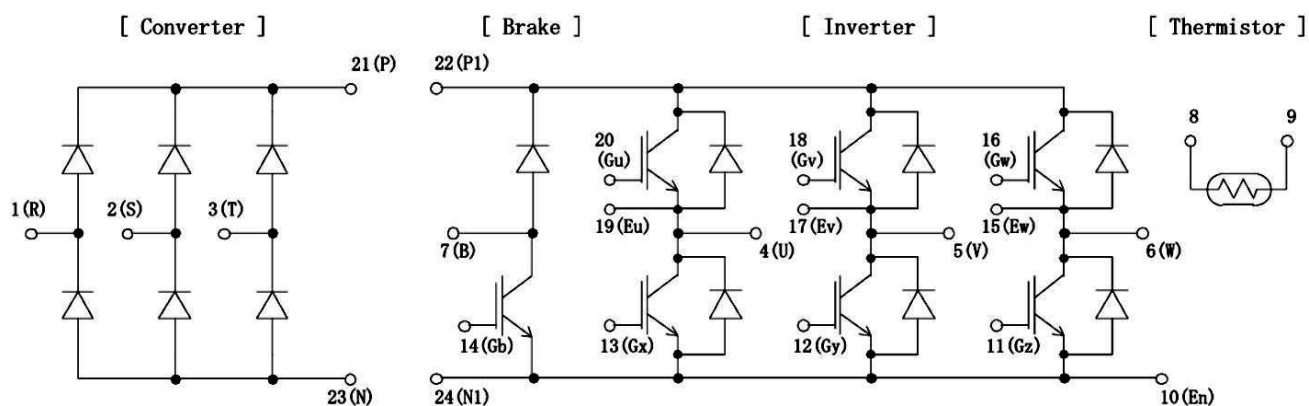 [ Converter ] [ Brake ] [ Inverter ] [ Thermistor ]
21(P) 22(P1)
8 9
20 (Gu) 18 (Gv) 16 (Gw)
1(R) 2(S) 3(T)
19(Eu) 17(Ev) 15(Ew)
7(B) 4(U) 5(V) 6(W)
14(Gb) 13(Gx) 12(Gy) 11(Gz)
23(N) 24(N1) 10(En)